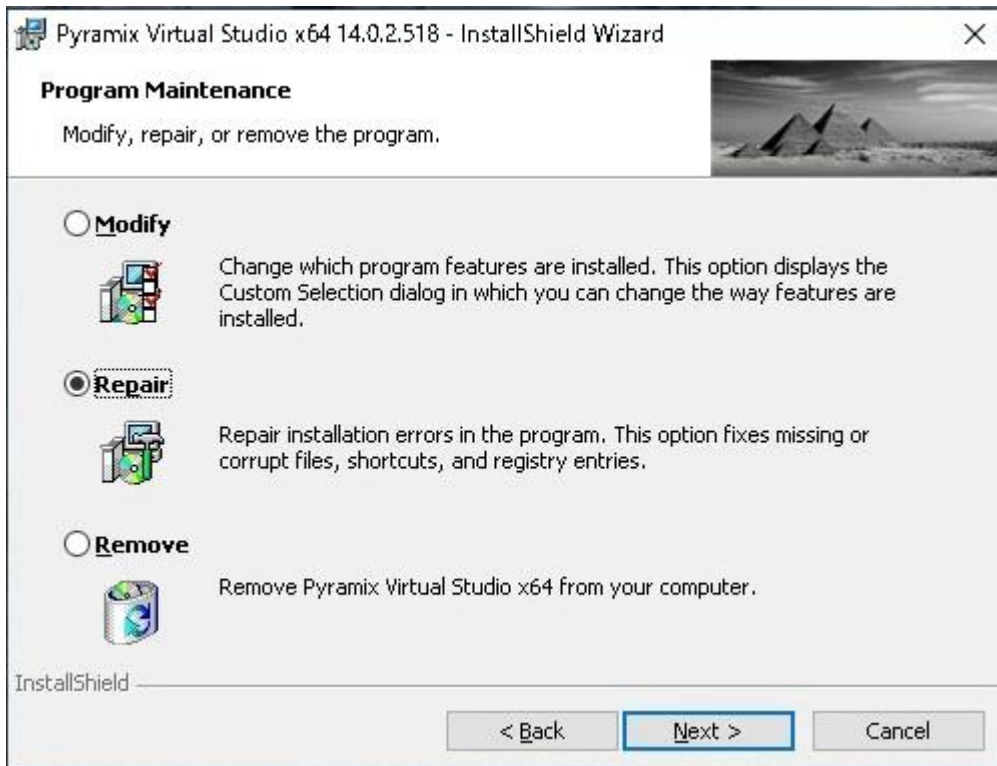 Pyramix Virtual Studio x64 14.0.2.518 - InstallShield Wizard
Program Maintenance
Modify, repair, or remove the program.
Modify
Change which program features are installed. This option displays the
Custom Selection dialog in which you can change the way features are
installed.
Repair
Repair installation errors in the program. This option fixes missing or
corrupt files, shortcuts, and registry entries.
Remove
Remove Pyramix Virtual Studio x64 from your computer.
InstallShield
< Back Next > Cancel